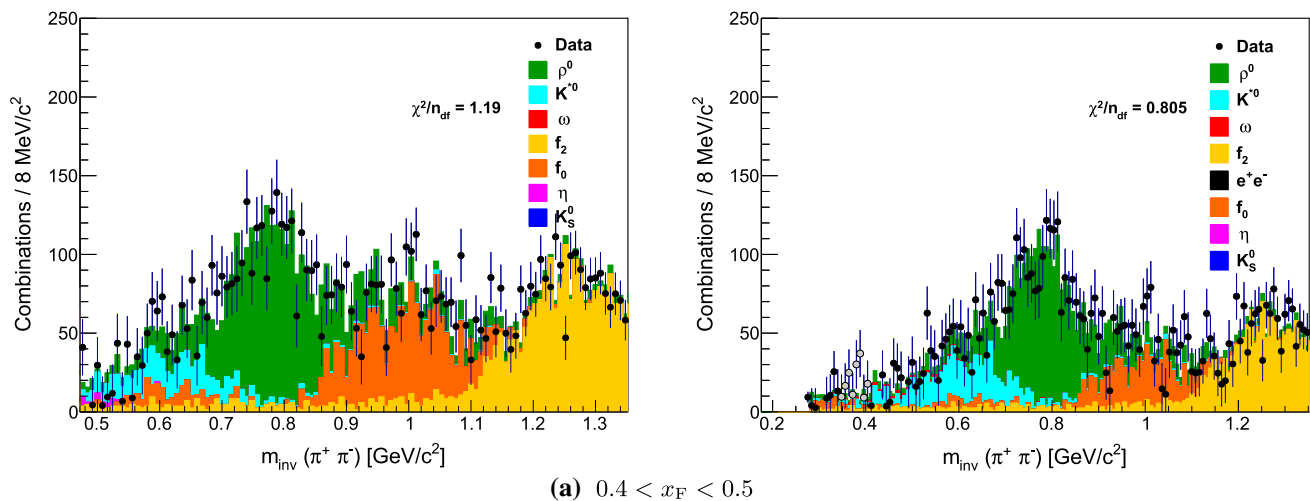 250
200
150
100
50
0
Combinations / 8 MeV/c²
0.5 0.6 0.7 0.8 0.9 1 1.1 1.2 1.3
m_inv (π⁺ π⁻) [GeV/c²]
χ²/n_df = 1.19
Data
ρ⁰
K*⁰
ω
f₂
f₀
η
K⁰_S
250
200
150
100
50
0
Combinations / 8 MeV/c²
0.2 0.4 0.6 0.8 1 1.2
m_inv (π⁺ π⁻) [GeV/c²]
χ²/n_df = 0.805
Data
ρ⁰
K*⁰
ω
f₂
e⁺e⁻
f₀
η
K⁰_S
(a) 0.4 < x_F < 0.5